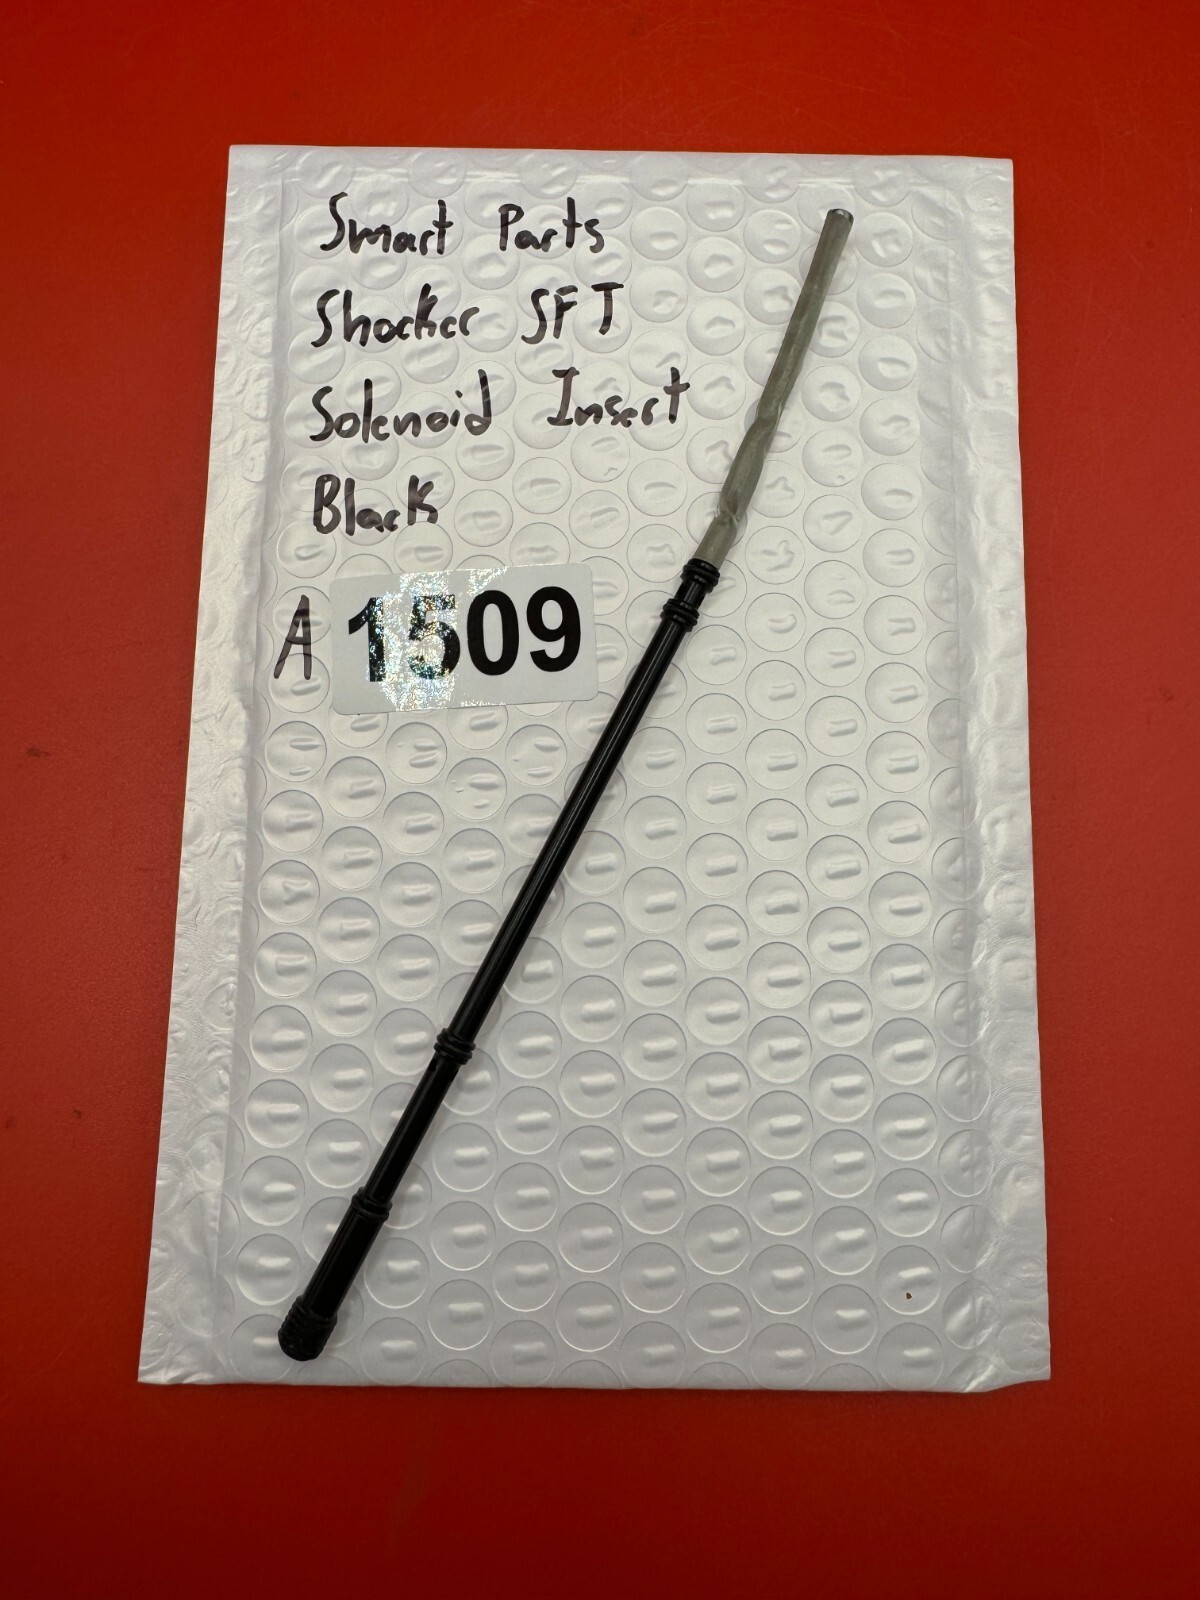 Smart Parts
Shocker SFT
Solenoid Insert
Black
A 1509